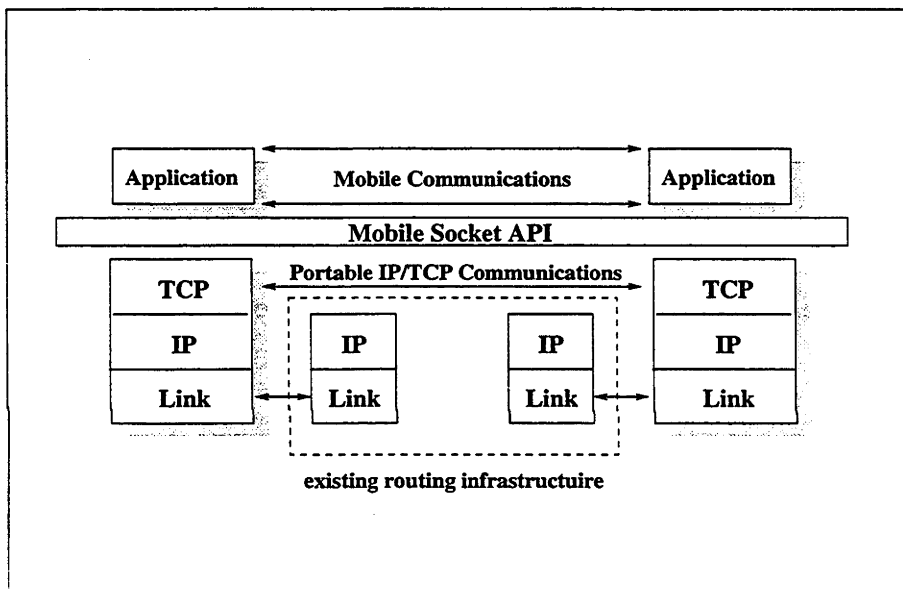 Application Mobile Communications Application
Mobile Socket API
Portable IP/TCP Communications
TCP TCP
IP IP IP IP
Link Link Link Link
existing routing infrastructuire